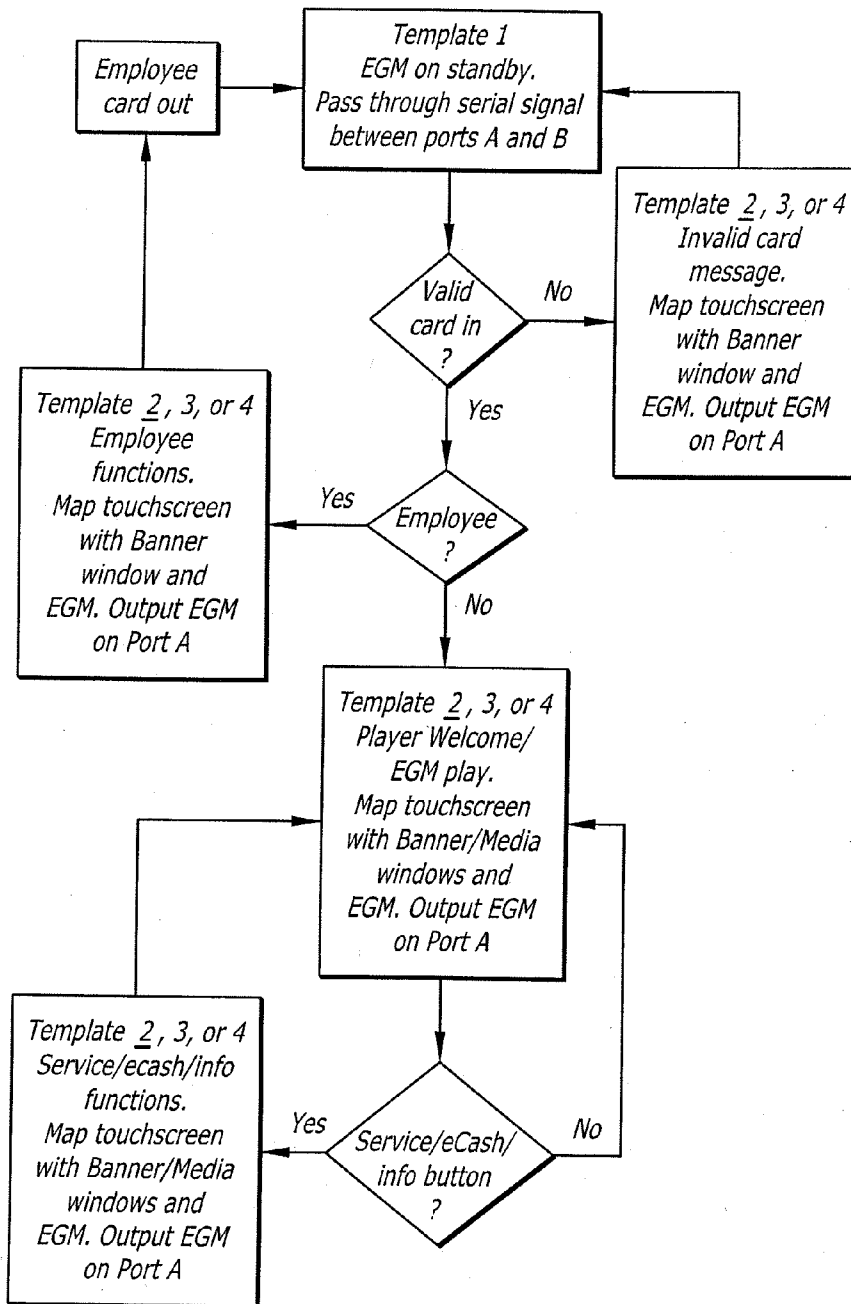 Employee
card out
Template 1
EGM on standby.
Pass through serial signal
between ports A and B
Template 2, 3, or 4
Invalid card
message.
Map touchscreen
with Banner
window and
EGM. Output EGM
on Port A
Valid
card in
?
No
Yes
Template 2, 3, or 4
Employee
functions.
Map touchscreen
with Banner
window and
EGM. Output EGM
on Port A
Yes
Employee
?
No
Template 2, 3, or 4
Player Welcome/
EGM play.
Map touchscreen
with Banner/Media
windows and
EGM. Output EGM
on Port A
Template 2, 3, or 4
Service/ecash/info
functions.
Map touchscreen
with Banner/Media
windows and
EGM. Output EGM
on Port A
Yes
Service/eCash/
info button
?
No